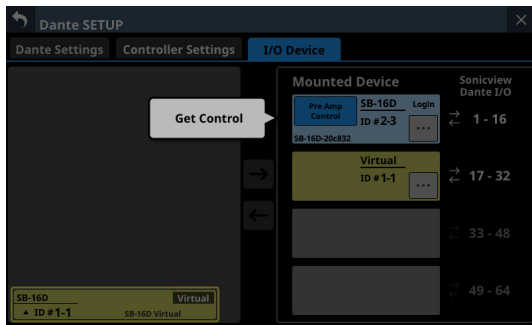 Dante SETUP
Dante Settings
Controller Settings
I/O Device
Mounted Device
Sonicview
Dante I/O
Get Control
Pre Amp
Control
SB-16D
Login
ID #2-3
...
SB-16D-20c832
1 - 16
Virtual
ID #1-1
...
17 - 32
33 - 48
49 - 64
SB-16D
Virtual
▲ ID #1-1
SB-16D Virtual